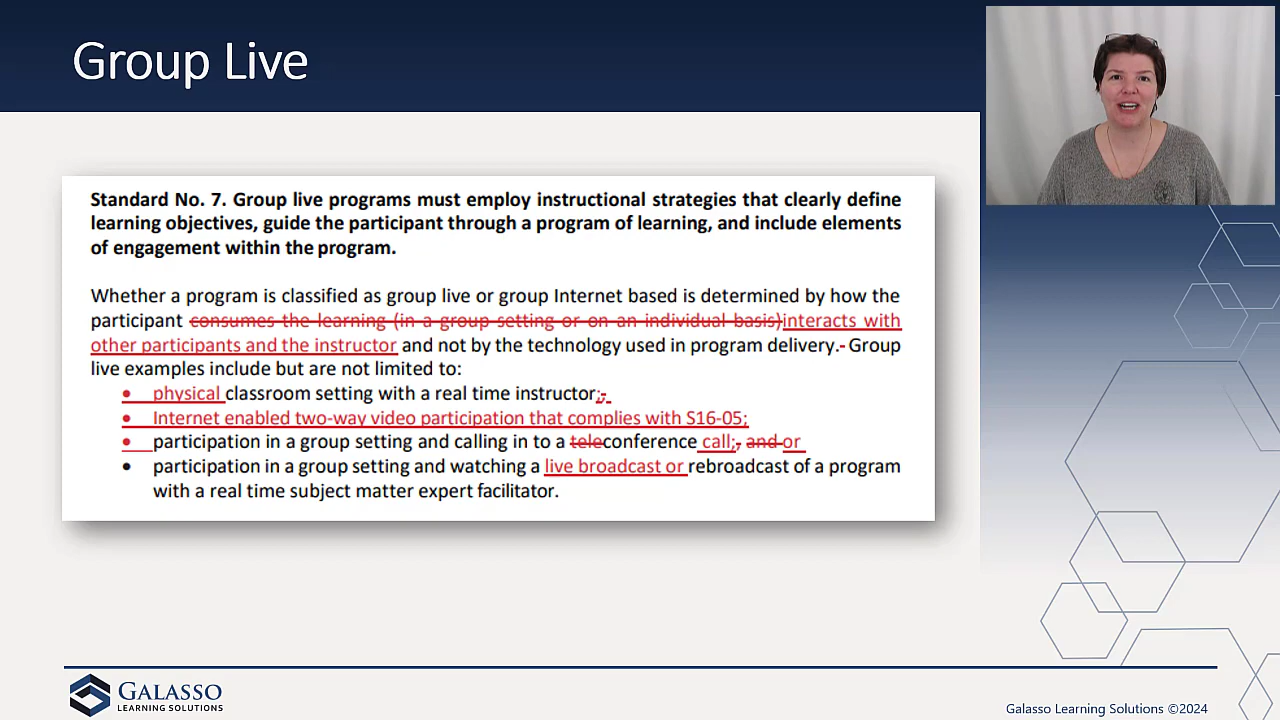 Group Live
Standard No. 7. Group live programs must employ instructional strategies that clearly define
learning objectives, guide the participant through a program of learning, and include elements
of engagement within the program.
Whether a program is classified as group live or group Internet based is determined by how the
participant consumes the learning (in a group setting or on an individual basis)interacts with
other participants and the instructor and not by the technology used in program delivery.- Group
live examples include but are not limited to:
• physical classroom setting with a real time instructor;,
• Internet enabled two-way video participation that complies with S16-05;
• participation in a group setting and calling in to a teleconference call;, and or
• participation in a group setting and watching a live broadcast or rebroadcast of a program
with a real time subject matter expert facilitator.
GALASSO
LEARNING SOLUTIONS
Galasso Learning Solutions ©2024